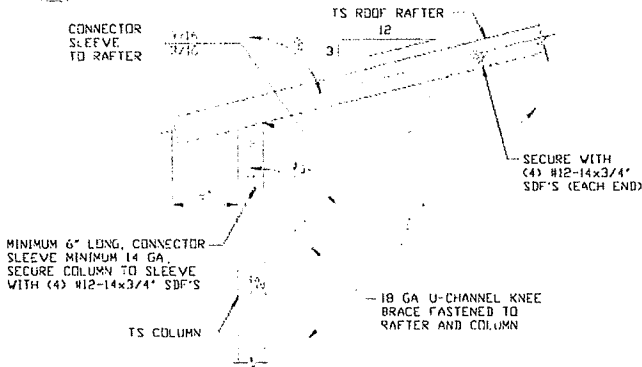 TS ROOF RAFTER
CONNECTOR
SLEEVE
TO RAFTER
3/16
12
3
SECURE WITH
(4) #12-14x3/4" 
SDF'S (EACH END)
MINIMUM 6" LONG, CONNECTOR
SLEEVE MINIMUM 14 GA.
SECURE COLUMN TO SLEEVE
WITH (4) #12-14x3/4" SDF'S
TS COLUMN
18 GA U-CHANNEL KNEE
BRACE FASTENED TO
RAFTER AND COLUMN